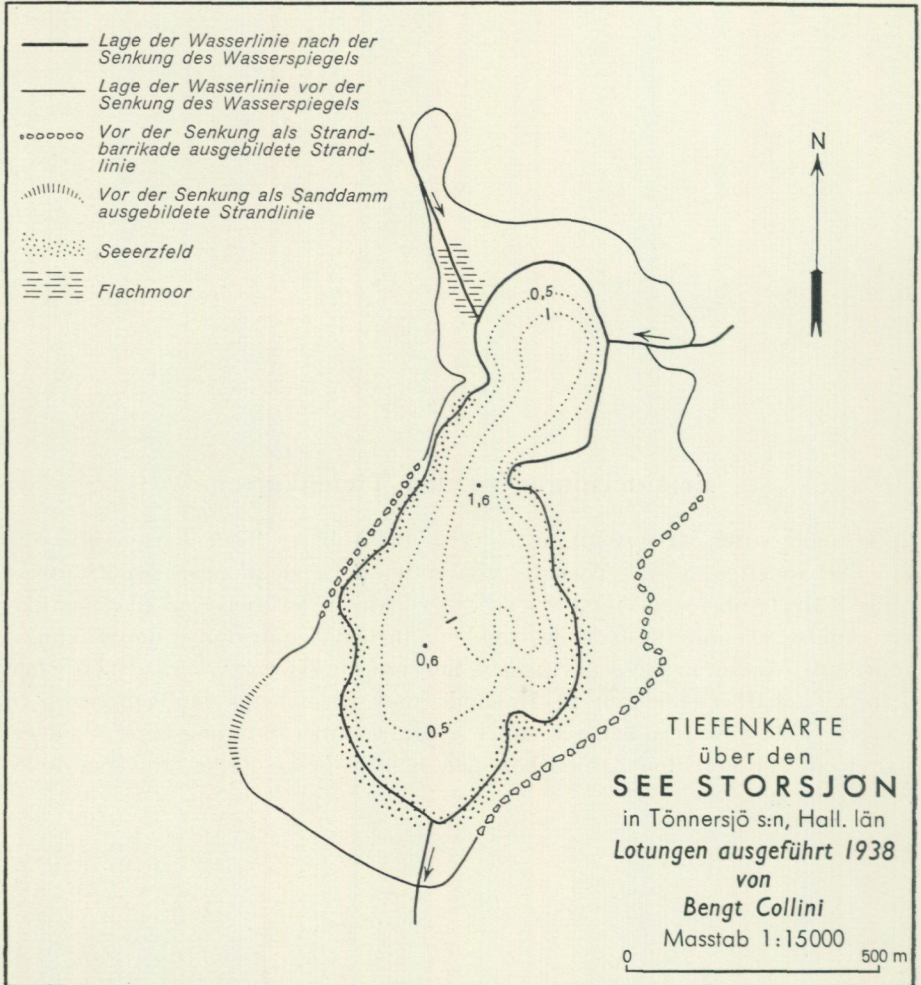 Lage der Wasserlinie nach der
Senkung des Wasserspiegels
Lage der Wasserlinie vor der
Senkung des Wasserspiegels
Vor der Senkung als Strand-
barrikade ausgebildete Strand-
linie
Vor der Senkung als Sanddamm
ausgebildete Strandlinie
Seeerzfeld
Flachmoor
N
0,5
1
1,6
1
0,6
0,5
TIEFENKARTE
über den
SEE STORSJÖN
in Tönnersjö s:n, Hall. län
Lotungen ausgeführt 1938
von
Bengt Collini
Masstab 1:15000
0 500 m